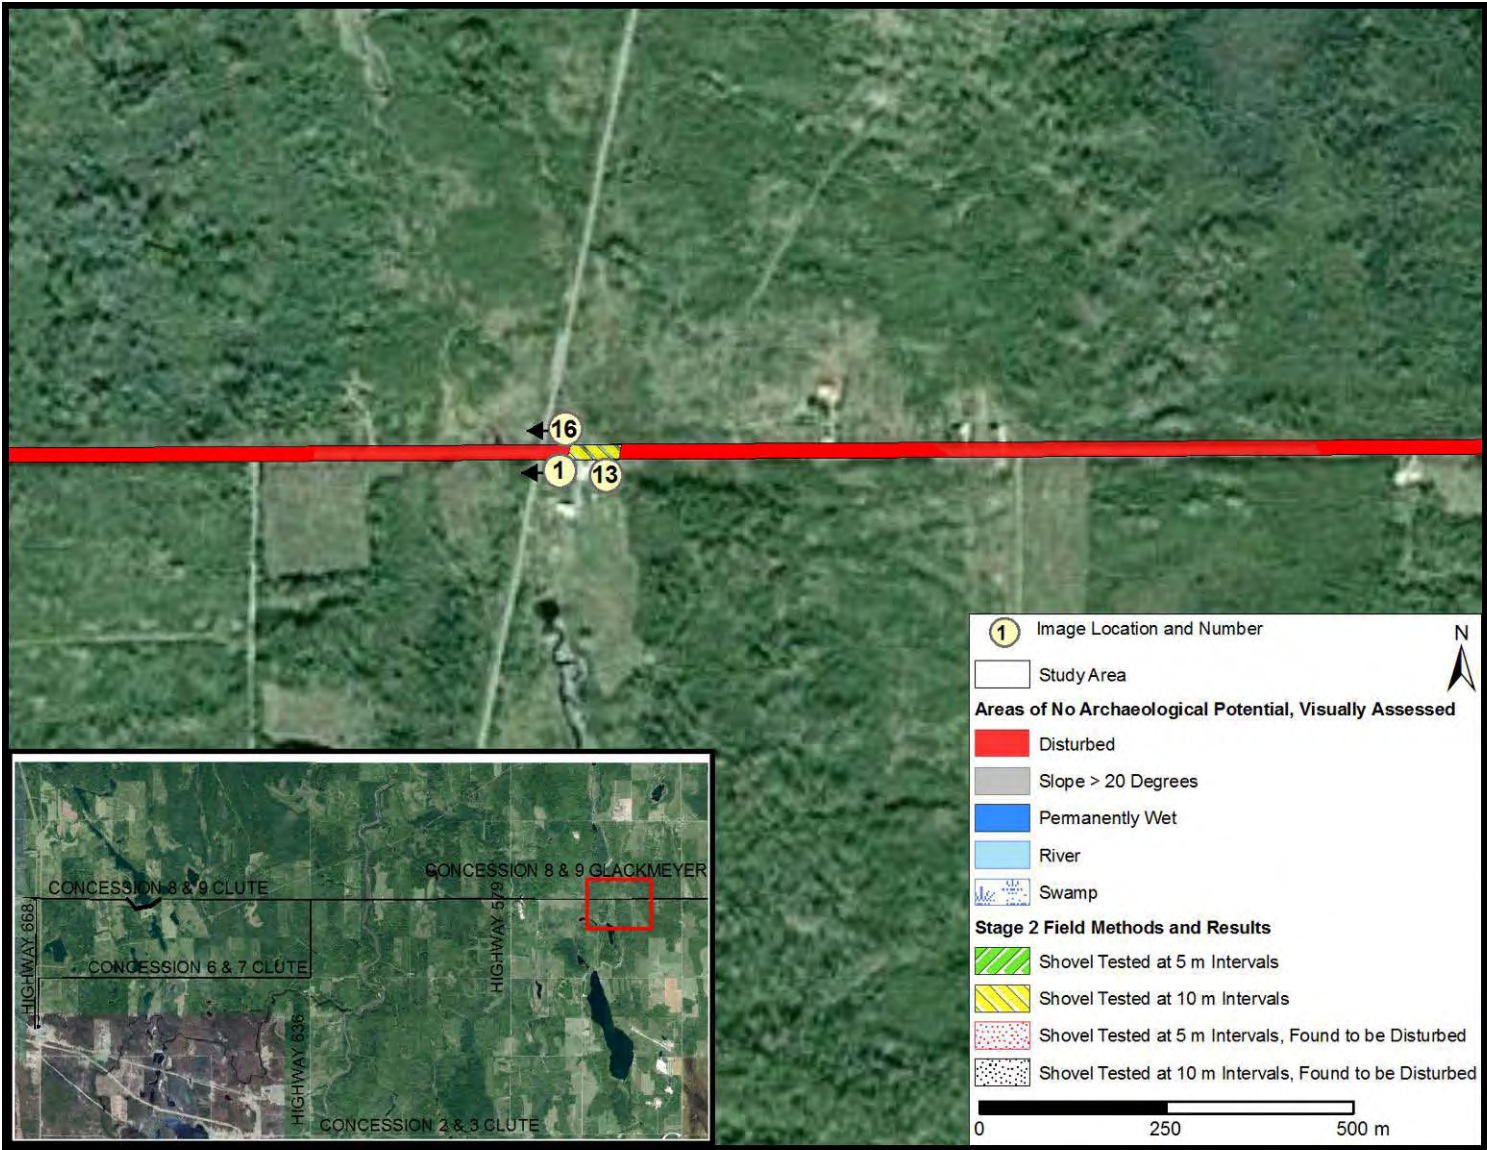 16
1
13
1 Image Location and Number
N
Study Area
Areas of No Archaeological Potential, Visually Assessed
Disturbed
Slope > 20 Degrees
Permanently Wet
River
Swamp
Stage 2 Field Methods and Results
Shovel Tested at 5 m Intervals
Shovel Tested at 10 m Intervals
Shovel Tested at 5 m Intervals, Found to be Disturbed
Shovel Tested at 10 m Intervals, Found to be Disturbed
0 250 500 m
CONCESSION 8 & 9 GLACKMEYER
CONCESSION 8 & 9 CLUTE
HIGHWAY 668
HIGHWAY 579
CONCESSION 6 & 7 CLUTE
HIGHWAY 636
CONCESSION 2 & 3 CLUTE